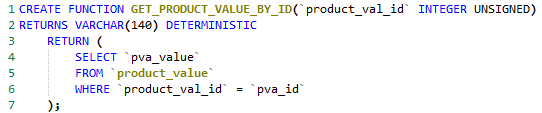 1 CREATE FUNCTION GET_PRODUCT_VALUE_BY_ID(`product_val_id` INTEGER UNSIGNED)
2 RETURNS VARCHAR(140) DETERMINISTIC
3 RETURN (
4 SELECT `pva_value`
5 FROM `product_value`
6 WHERE `product_val_id` = `pva_id`
7 );